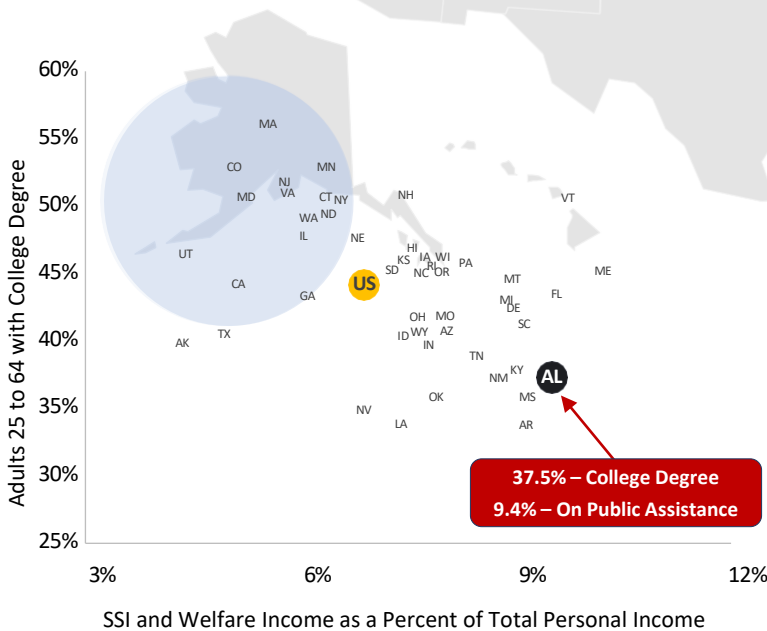 60%
55%
50%
45%
40%
35%
30%
25%
Adults 25 to 64 with College Degree
MA
CO
MN
NJ
VA
MD
CT
NY
NH
VT
ND
WA
IL
NE
HI
UT
KS
IA
WI
RI
PA
SD
NC
OR
ME
CA
US
MT
GA
FL
MI
DE
OH
MO
SC
TX
ID
WY
AZ
AK
IN
TN
KY
NM
AL
OK
MS
NV
LA
AR
37.5% – College Degree
9.4% – On Public Assistance
3%
6%
9%
12%
SSI and Welfare Income as a Percent of Total Personal Income